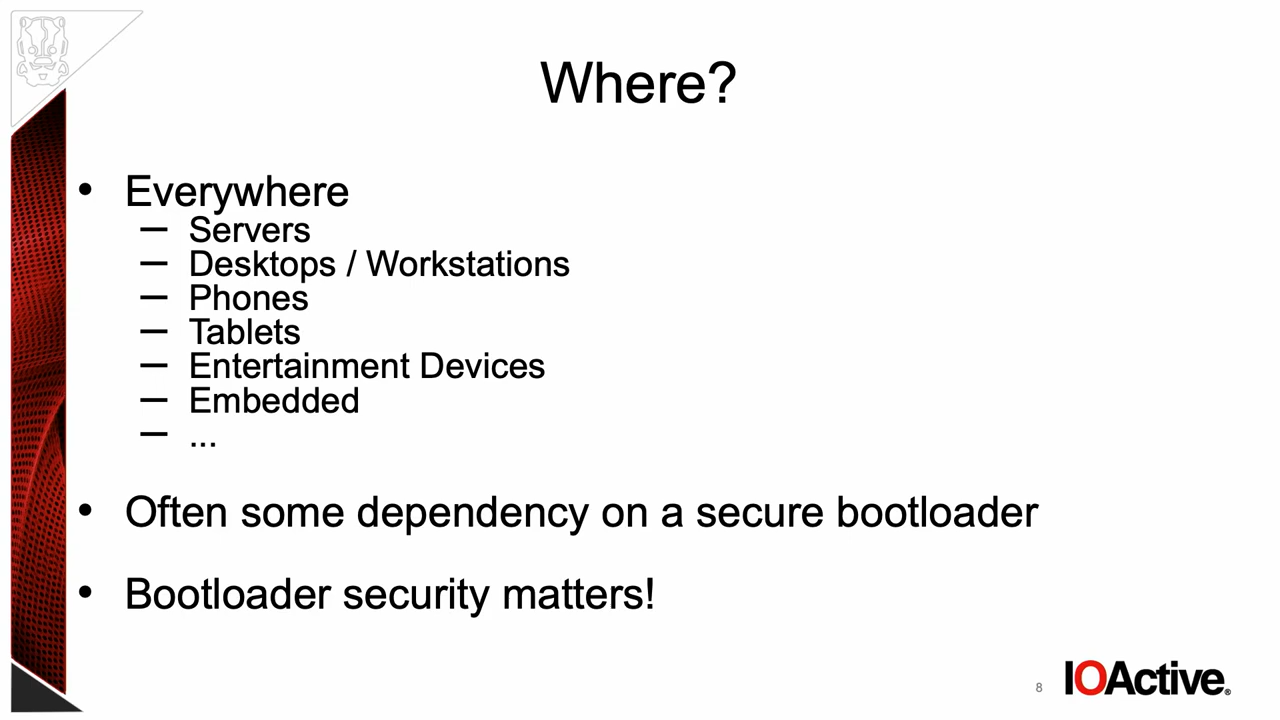 Where?
• Everywhere
– Servers
– Desktops / Workstations
– Phones
– Tablets
– Entertainment Devices
– Embedded
– ...
• Often some dependency on a secure bootloader
• Bootloader security matters!
8
IOActive®